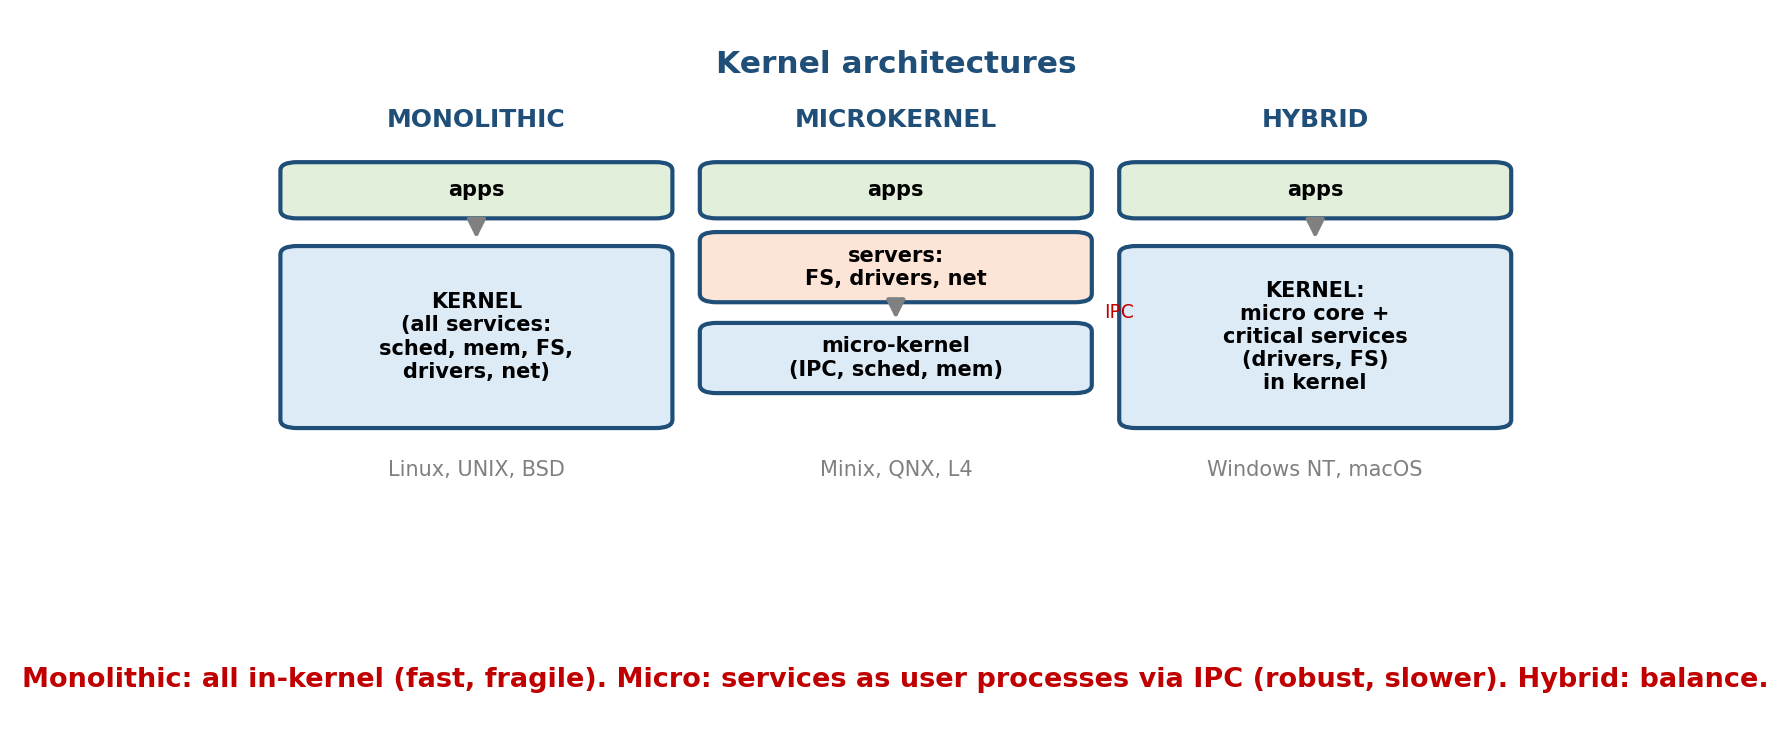 Kernel architectures
MONOLITHIC
MICROKERNEL
HYBRID
apps
apps
apps
KERNEL
(all services:
sched, mem, FS,
drivers, net)
servers:
FS, drivers, net
IPC
micro-kernel
(IPC, sched, mem)
KERNEL:
micro core +
critical services
(drivers, FS)
in kernel
Linux, UNIX, BSD
Minix, QNX, L4
Windows NT, macOS
Monolithic: all in-kernel (fast, fragile). Micro: services as user processes via IPC (robust, slower). Hybrid: balance.